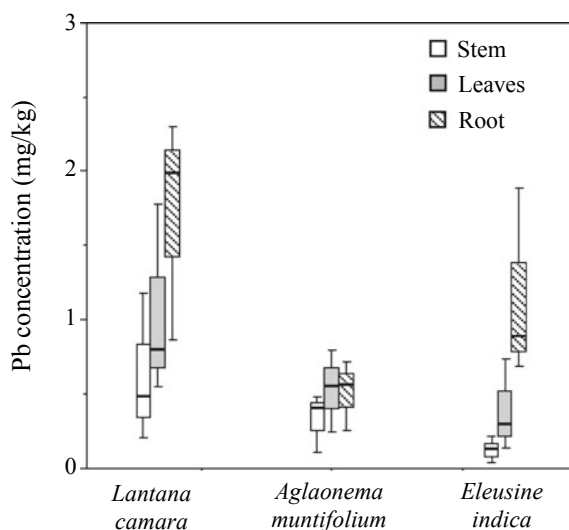 3
Stem
Leaves
Root
2
1
0
Pb concentration (mg/kg)
Lantana
camara
Aglaonema
muntifolium
Eleusine
indica